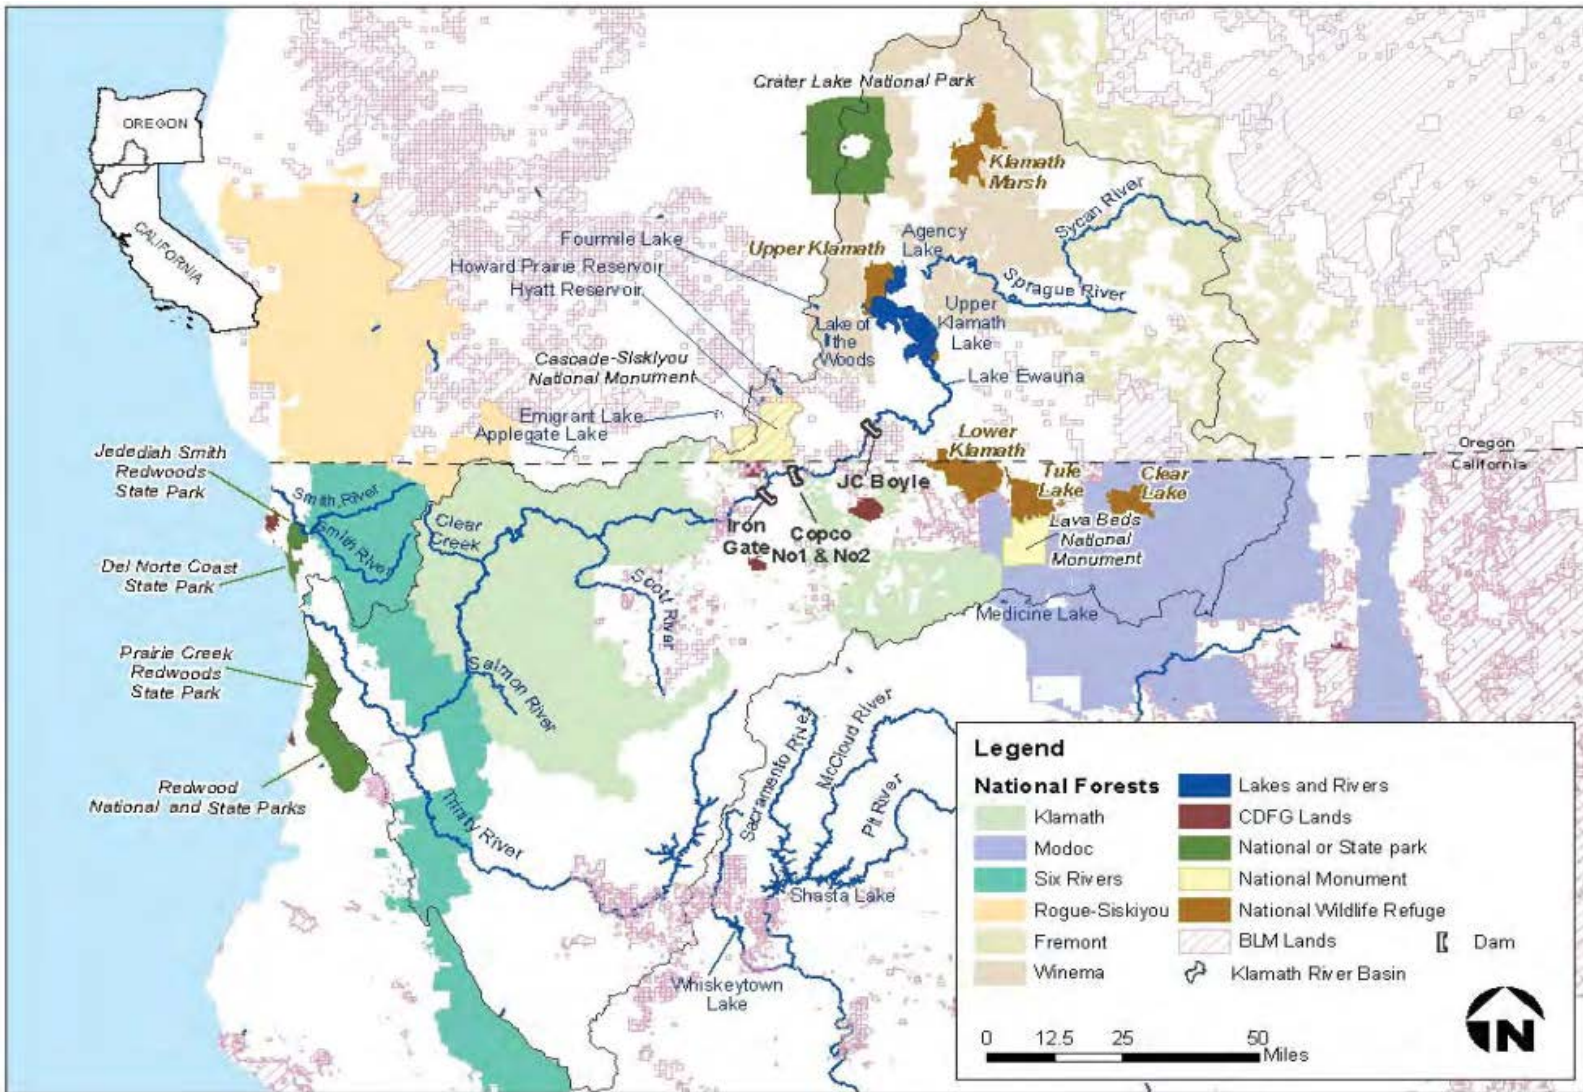 Crater Lake National Park
OREGON
CALIFORNIA
Klamath
Marsh
Sycan River
Fourmile Lake
Upper Klamath
Agency
Lake
Howard Prairie Reservoir
Hyatt Reservoir
Sprague River
Upper
Klamath
Lake
Lake of
the
Woods
Cascade-Siskiyou
National Monument
Lake Ewauna
Emigrant Lake
Applegate Lake
Lower
Klamath
Oregon
California
Jedediah Smith
Redwoods
State Park
Smith River
Smith River
Clear
Creek
JC Boyle
Tule
Lake
Clear
Lake
Iron
Gate
Copco
No1 & No2
Lava Beds
National
Monument
Del Norte Coast
State Park
Scott River
Medicine Lake
Prairie Creek
Redwoods
State Park
Salmon River
Redwood
National and State Parks
Trinity River
Sacramento River
McCloud River
Pit River
Shasta Lake
Whiskeytown
Lake
Legend
National Forests
Klamath
Modoc
Six Rivers
Rogue-Siskiyou
Fremont
Winema
Lakes and Rivers
CDFG Lands
National or State park
National Monument
National Wildlife Refuge
BLM Lands
Dam
Klamath River Basin
0 12.5 25 50
Miles
N